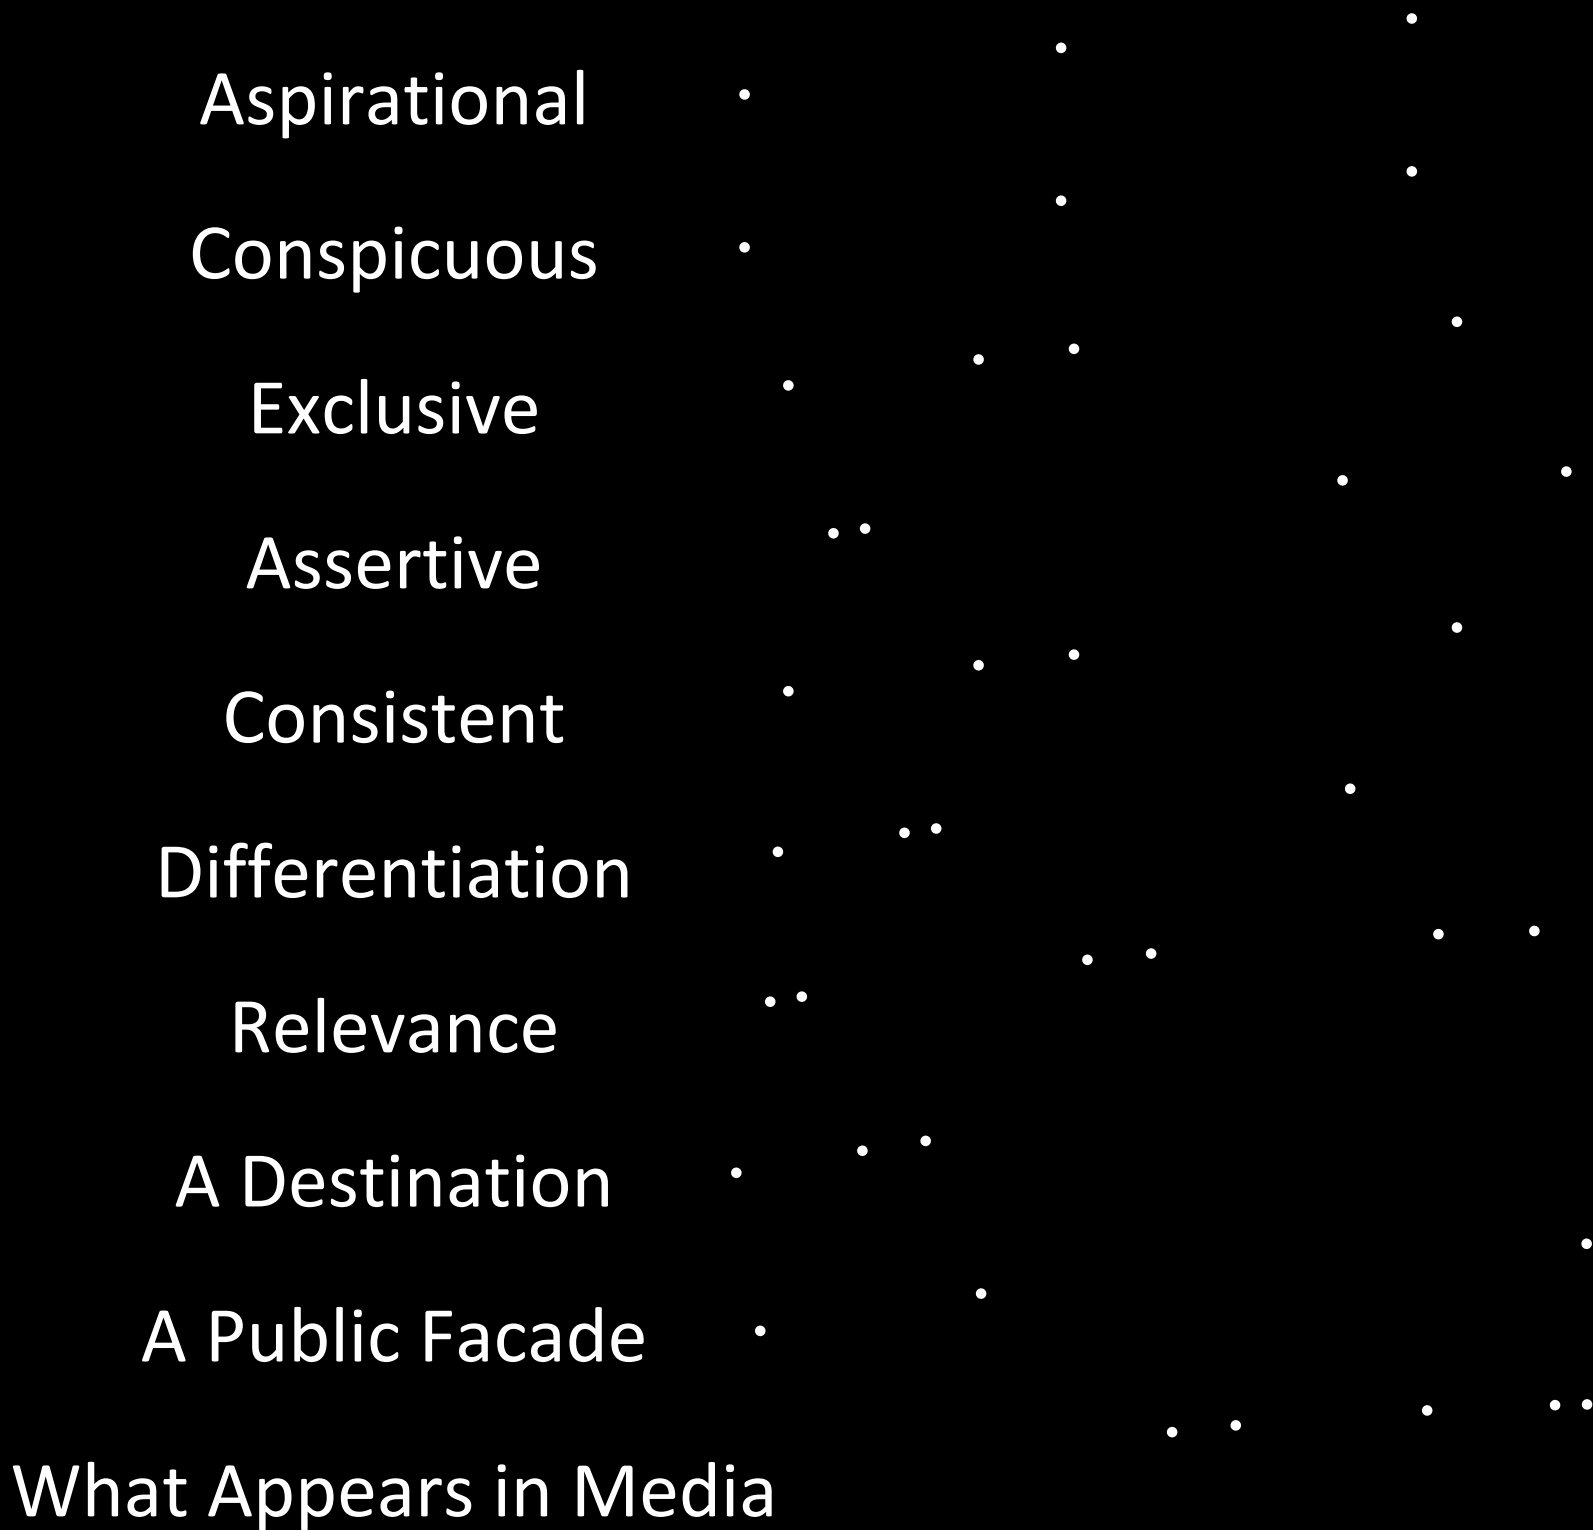 Aspirational
Conspicuous
Exclusive
Assertive
Consistent
Differentiation
Relevance
A Destination
A Public Facade
What Appears in Media